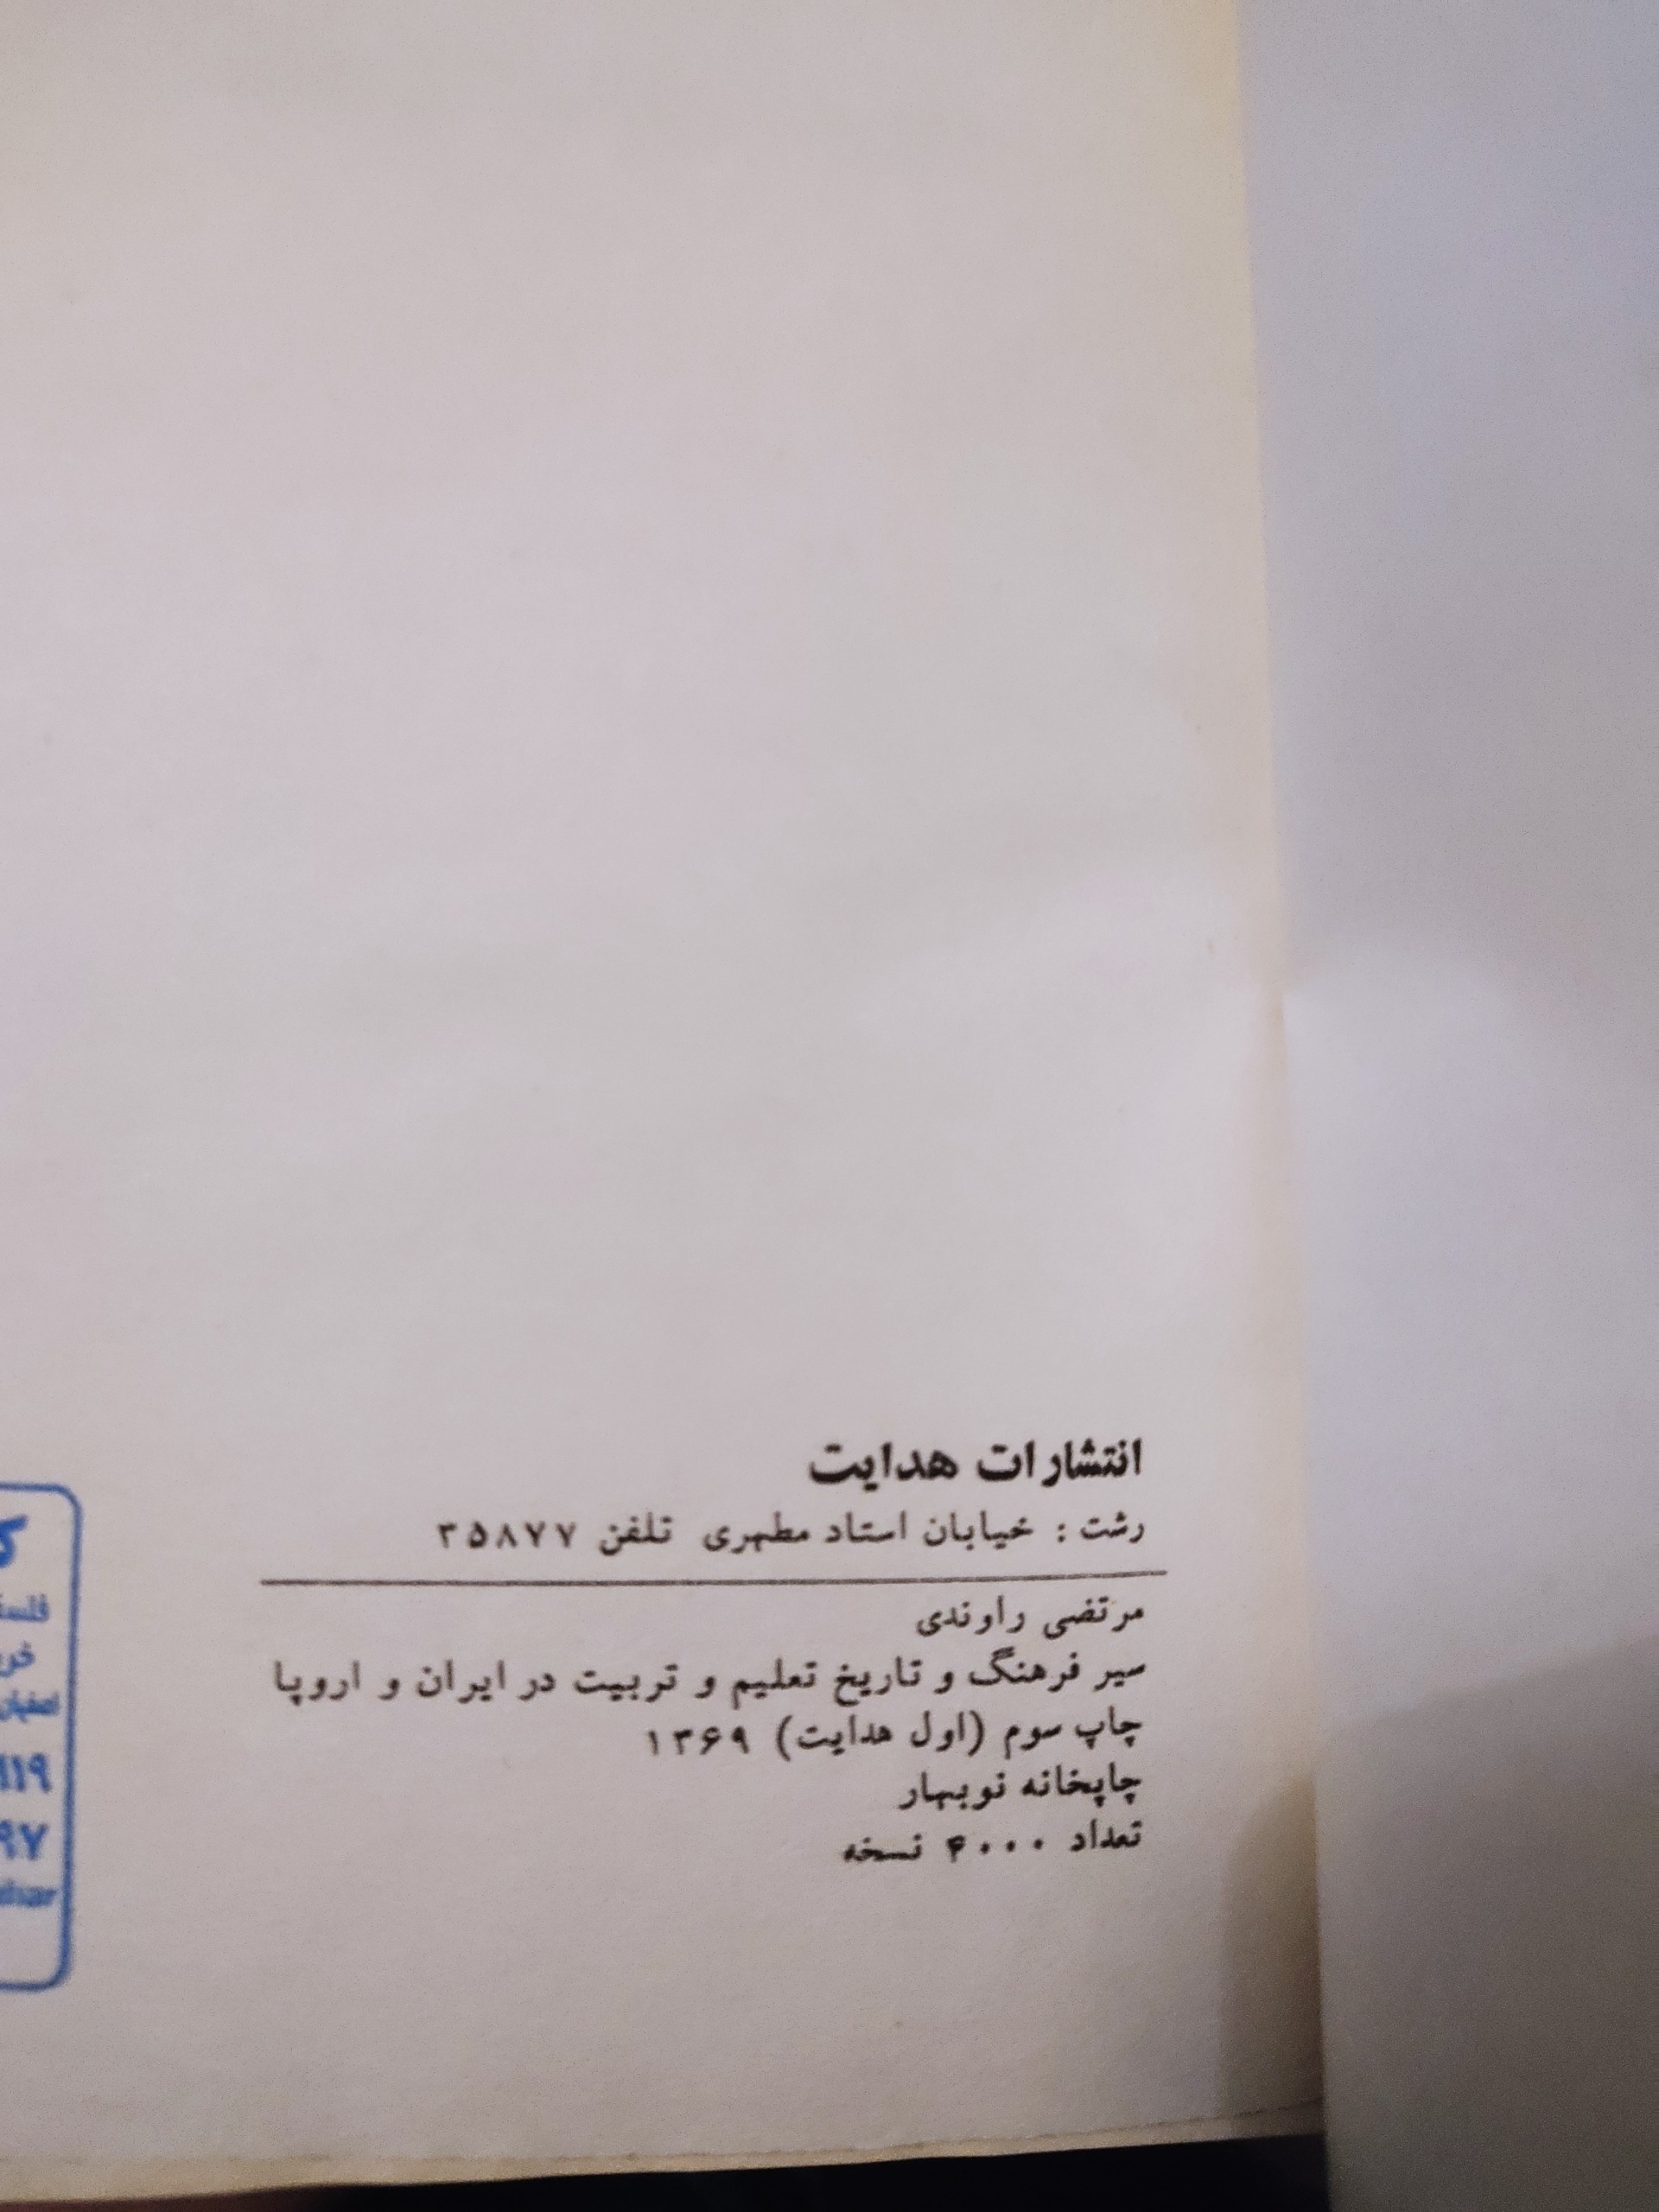 انتشارات هدایت
رشت : خیابان استاد مطهری تلفن ۳۵۸۷۷
مرتضی راوندی
سیر فرهنگ و تاریخ تعلیم و تربیت در ایران و اروپا
چاپ سوم (اول هدایت) ۱۳۶۹
چاپخانه نوبهار
تعداد ۴۰۰۰ نسخه